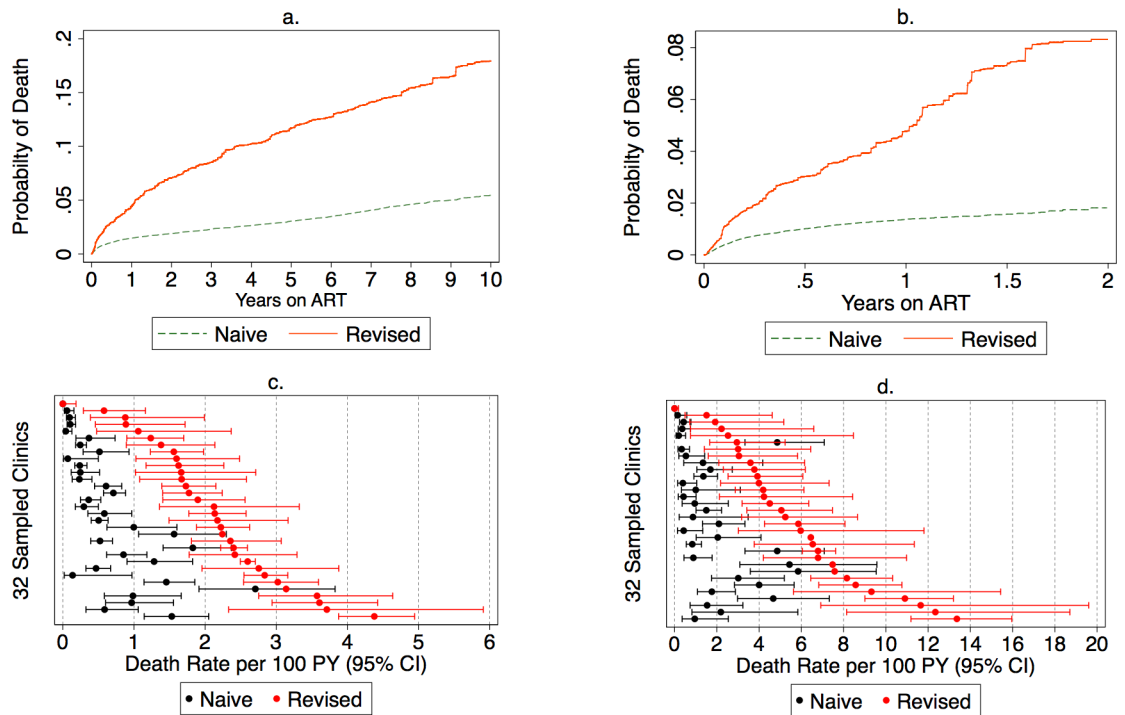 a.
Probability of Death
0 .05 .1 .15 .2
0 1 2 3 4 5 6 7 8 9 10
Years on ART
Naive Revised
b.
Probabiity of Death
0 .02 .04 .06 .08
0 .5 1 1.5 2
Years on ART
Naive Revised
c.
32 Sampled Clinics
0 1 2 3 4 5 6
Death Rate per 100 PY (95% CI)
Naive Revised
d.
32 Sampled Clinics
0 2 4 6 8 10 12 14 16 18 20
Death Rate per 100 PY (95% CI)
Naive Revised